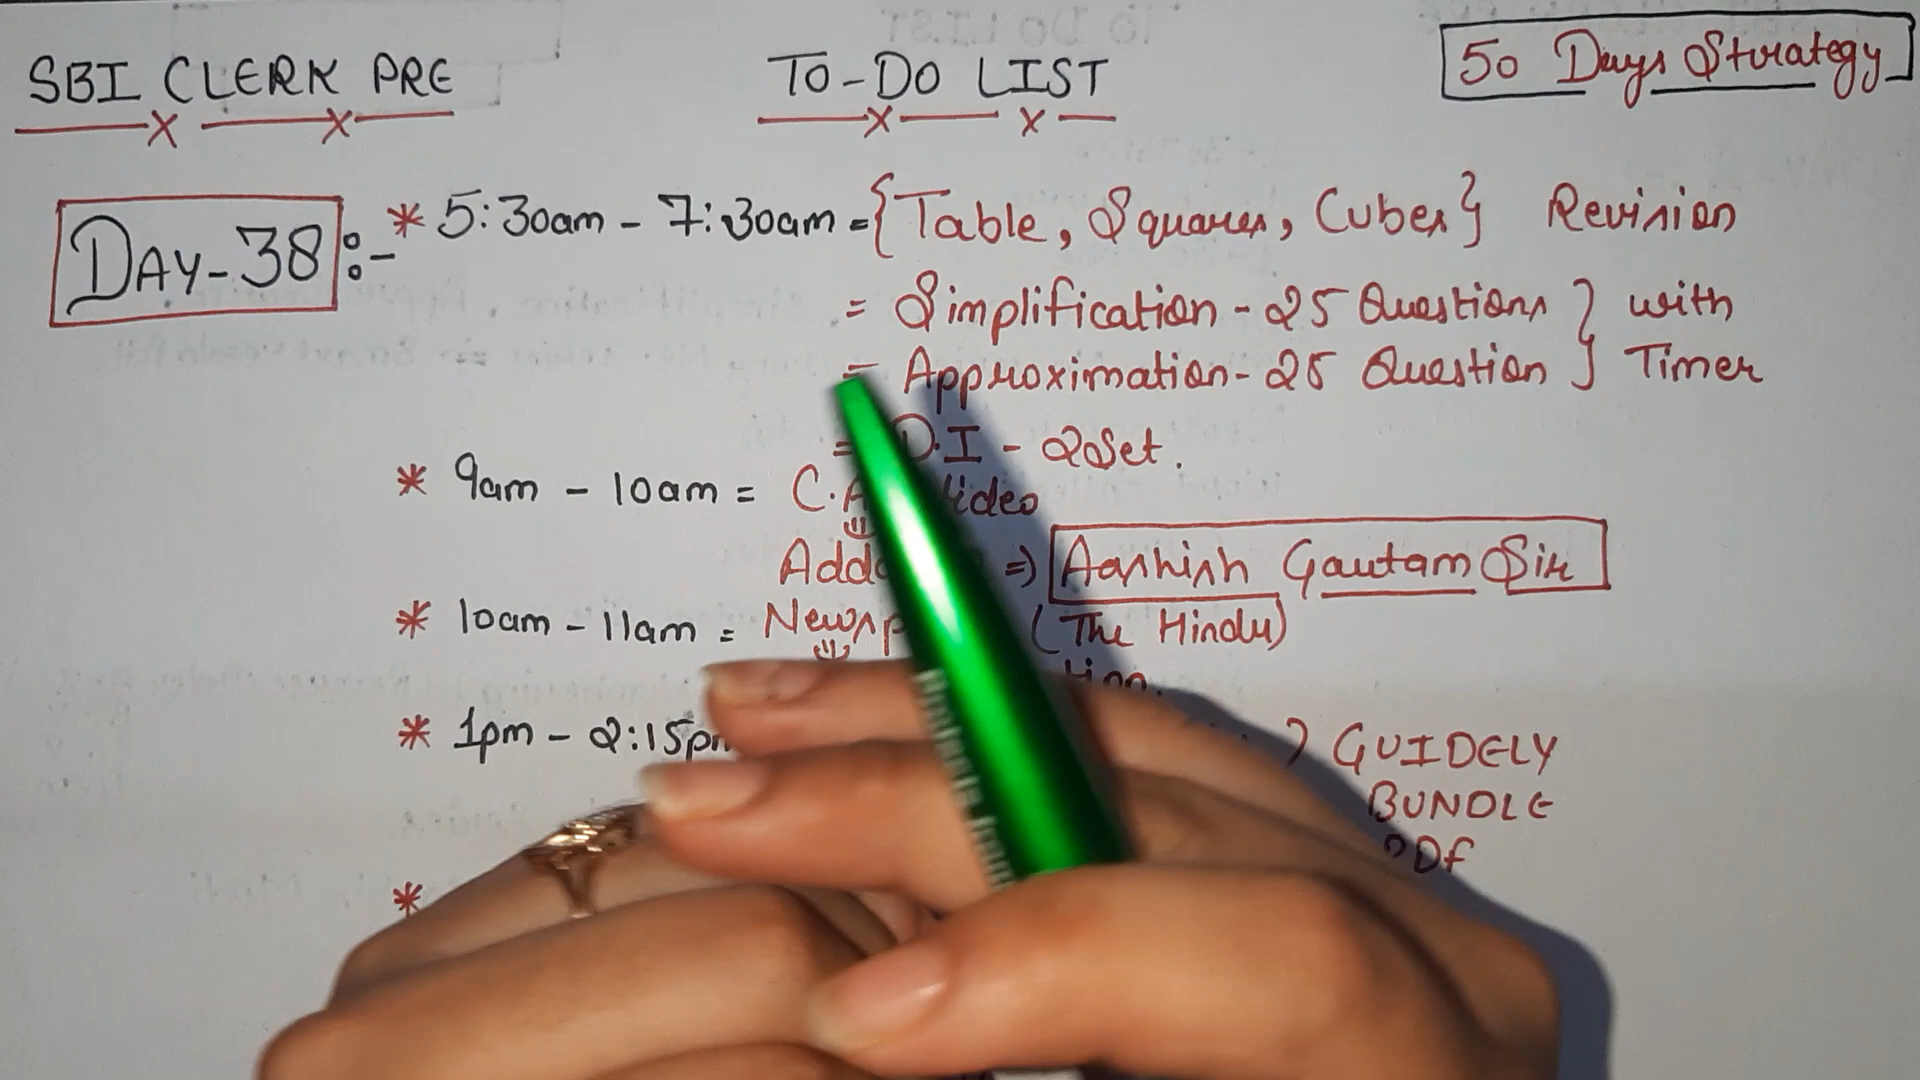 SBI CLERK PRE TO-DO LIST 50 Days Strategy
DAY-38 :- * 5:30am - 7:30am = {Table, Squares, Cubes} Revision
= Simplification - 25 Questions } with
= Approximation - 25 Question } Timer
= D.I - 2 Set.
* 9am - 10am = C.A Video
=> Aashish Gautam Sir
* 10am - 11am = (The Hindu)
* 1pm - 2:15pm GUIDELY
BUNDLE
PDF
*